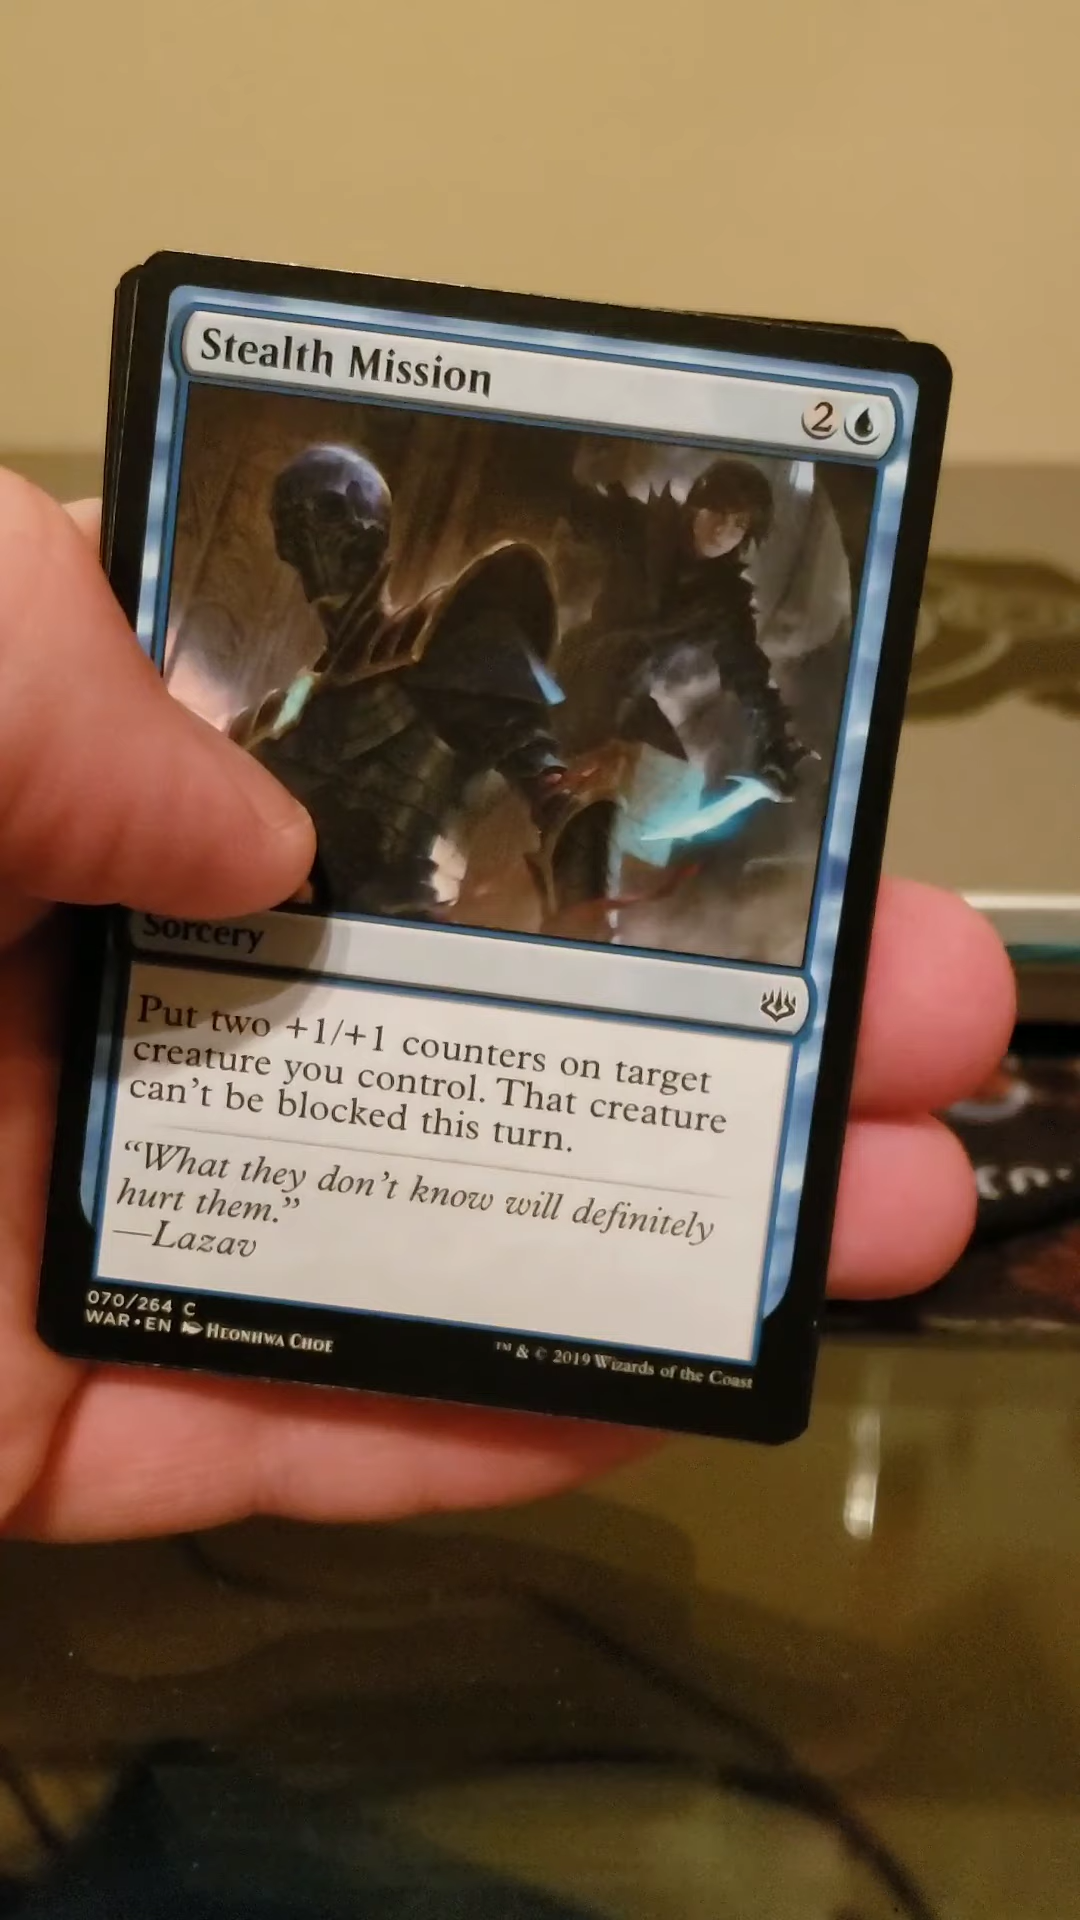 Stealth Mission
2
Sorcery
Put two +1/+1 counters on target
creature you control. That creature
can't be blocked this turn.
“What they don't know will definitely
hurt them.”
—Lazav
070/264 C
WAR • EN Heonhwa Choe
™ & © 2019 Wizards of the Coast